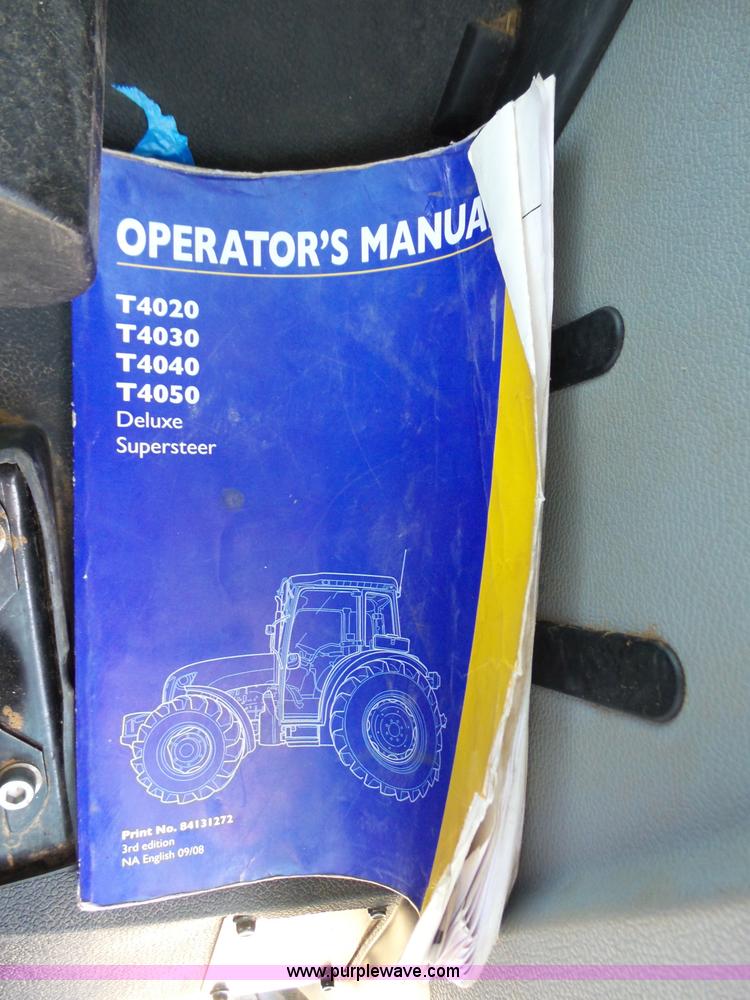 OPERATOR'S MANUA
T4020
T4030
T4040
T4050
Deluxe
Supersteer
Print No. 84131272
3rd edition
NA English 09/08
www.purplewave.com